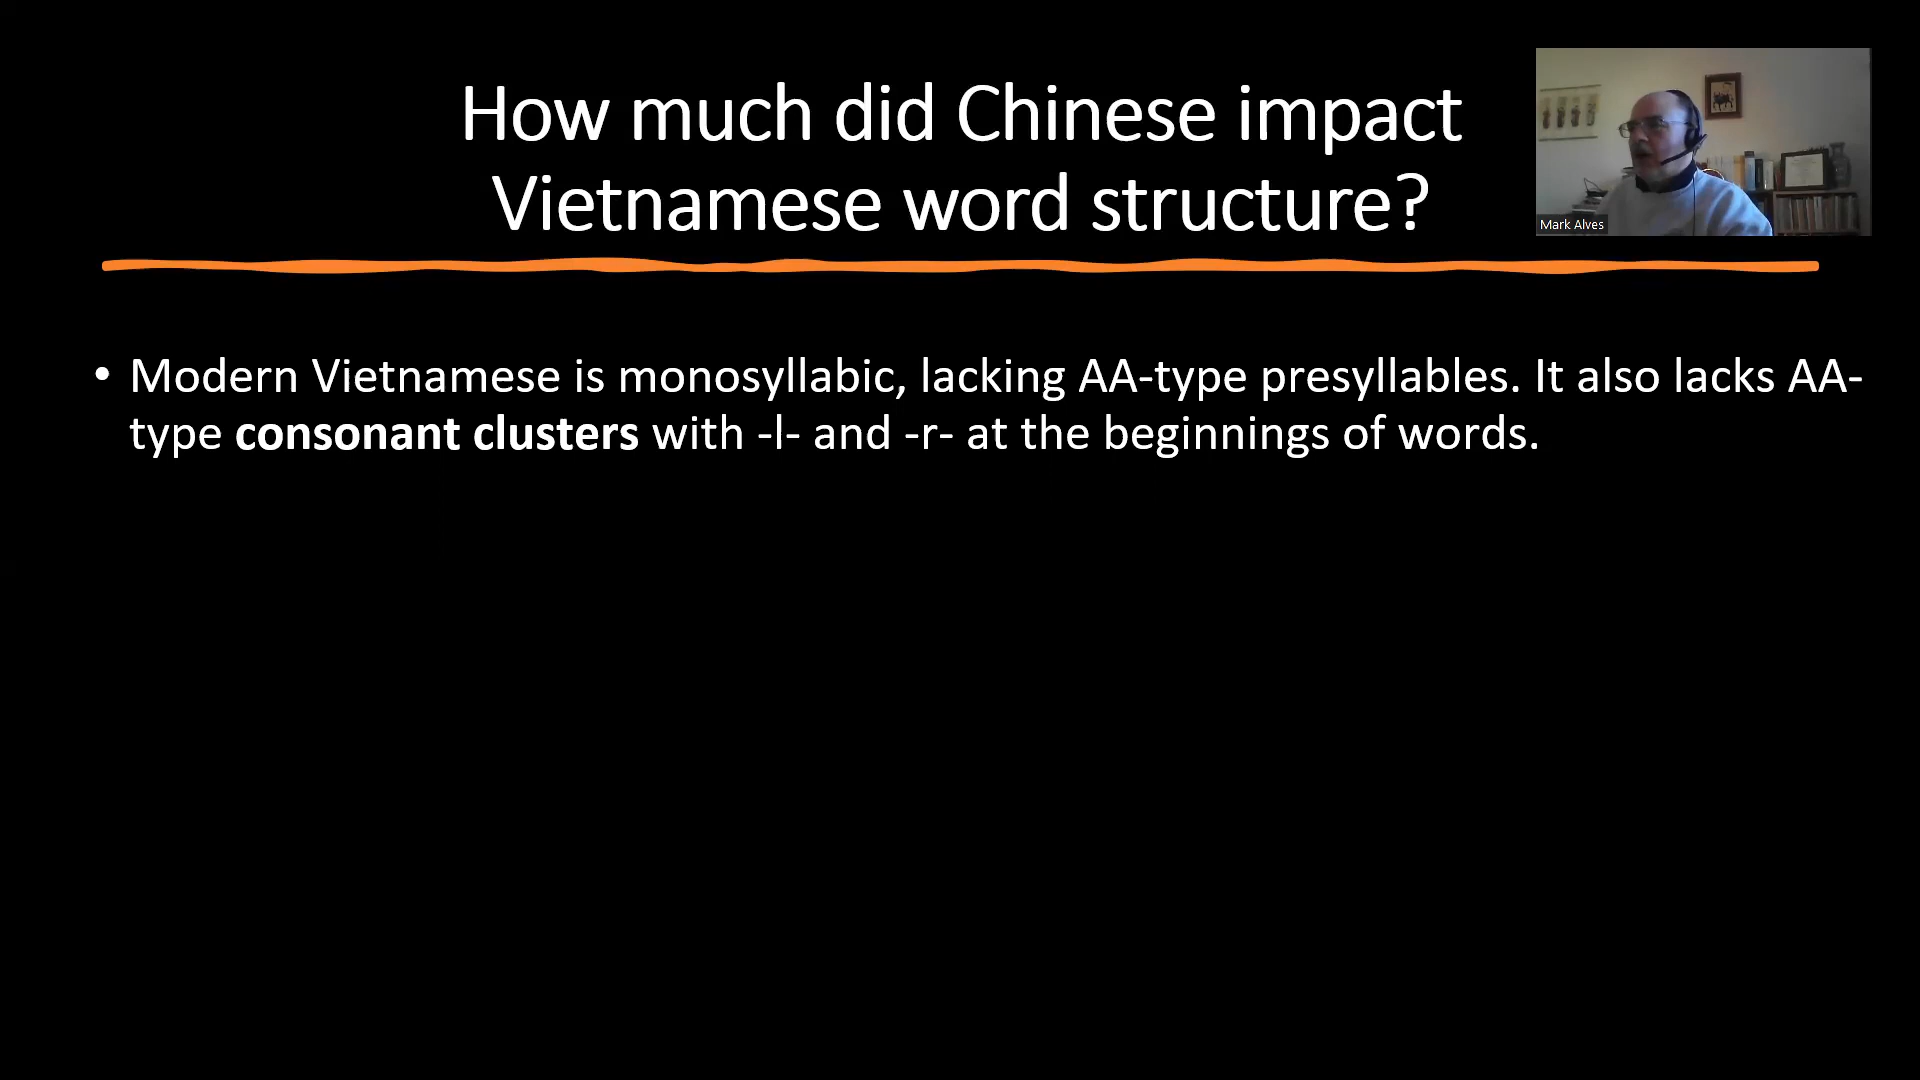 How much did Chinese impact
Vietnamese word structure?
Mark Alves
• Modern Vietnamese is monosyllabic, lacking AA-type presyllables. It also lacks AA-
type consonant clusters with -l- and -r- at the beginnings of words.